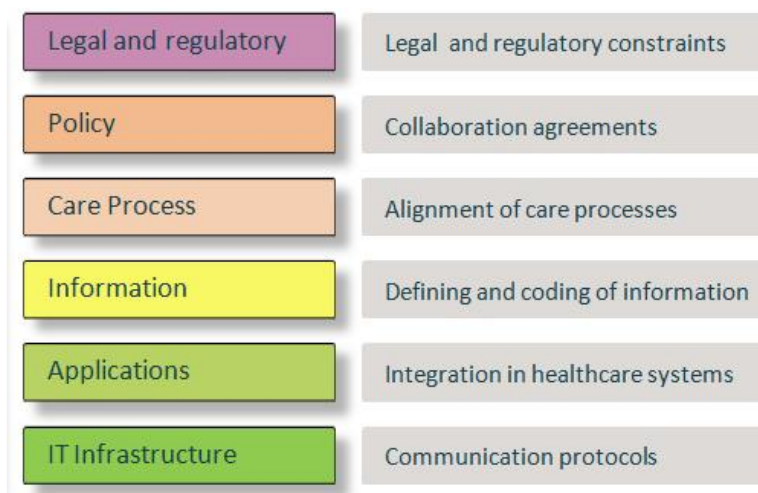 Legal and regulatory
Legal and regulatory constraints
Policy
Collaboration agreements
Care Process
Alignment of care processes
Information
Defining and coding of information
Applications
Integration in healthcare systems
IT Infrastructure
Communication protocols